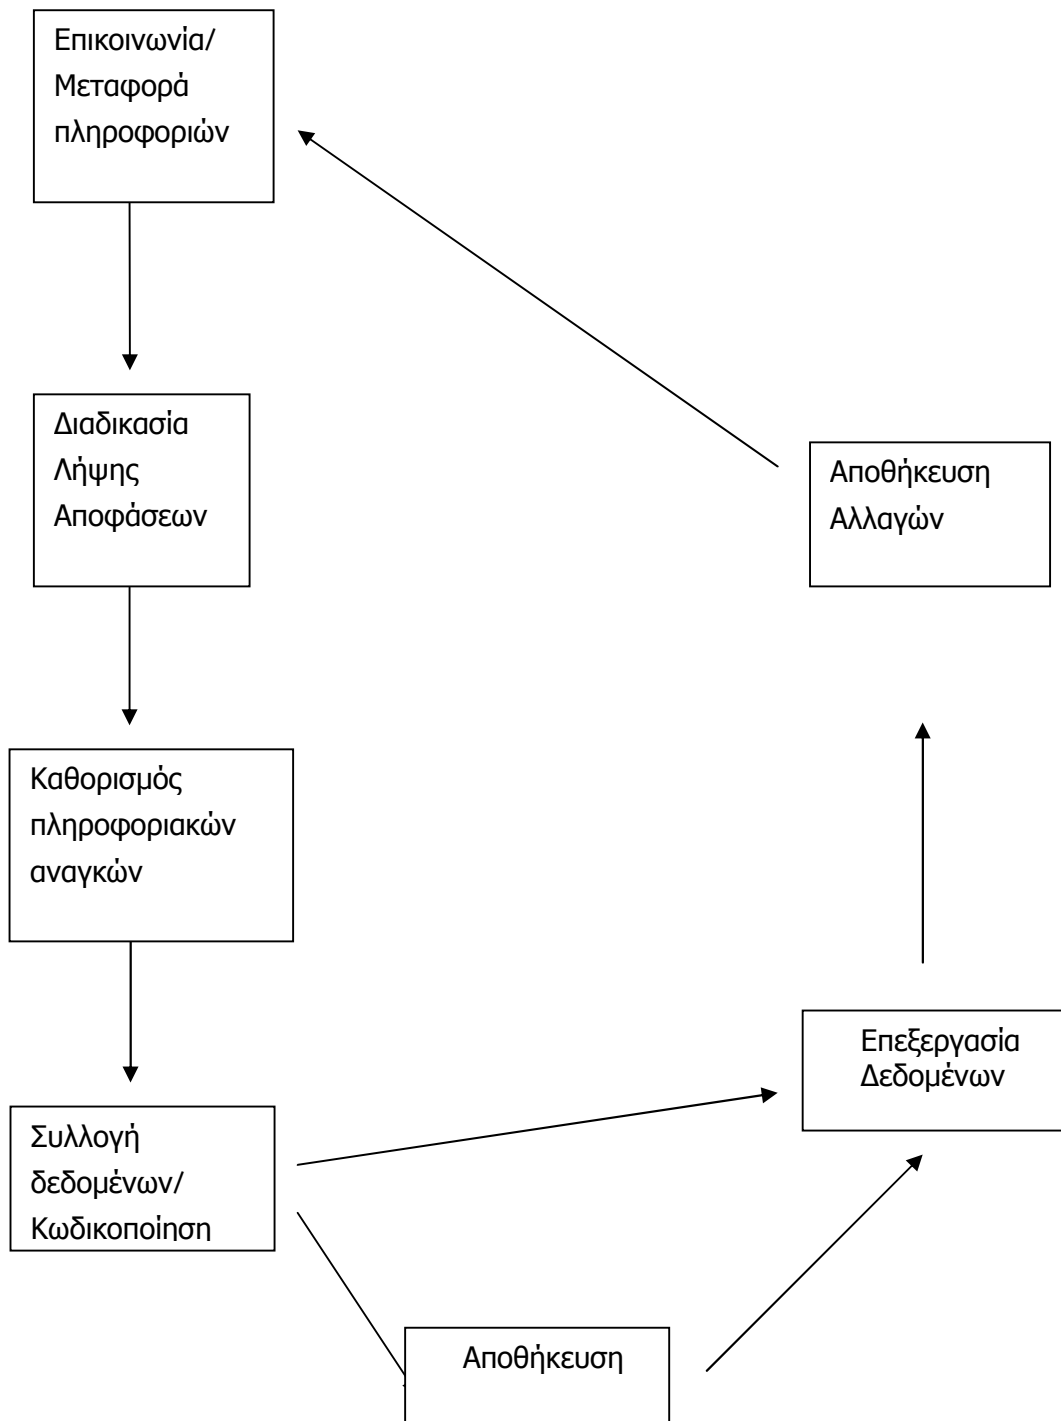 Επικοινωνία/
Μεταφορά
πληροφοριών
Διαδικασία
Λήψης
Αποφάσεων
Αποθήκευση
Αλλαγών
Καθορισμός
πληροφοριακών
αναγκών
Επεξεργασία
Δεδομένων
Συλλογή
δεδομένων/
Κωδικοποίηση
Αποθήκευση